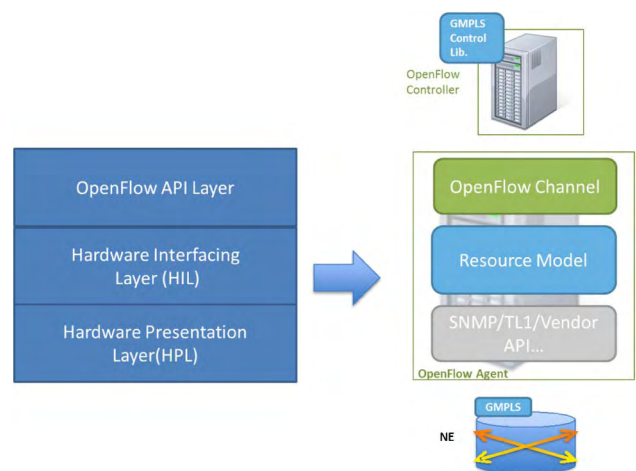 GMPLS
Control
Lib.
OpenFlow
Controller
OpenFlow API Layer
Hardware Interfacing
Layer (HIL)
Hardware Presentation
Layer(HPL)
OpenFlow Channel
Resource Model
SNMP/TL1/Vendor
API...
OpenFlow Agent
GMPLS
NE